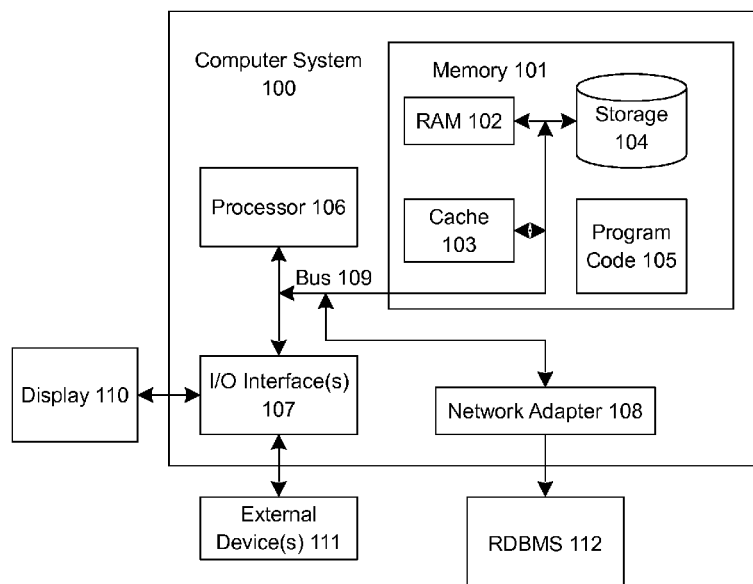 Computer System
100
Memory 101
RAM 102
Storage
104
Processor 106
Cache
103
Program
Code 105
Bus 109
Display 110
I/O Interface(s)
107
Network Adapter 108
External
Device(s) 111
RDBMS 112